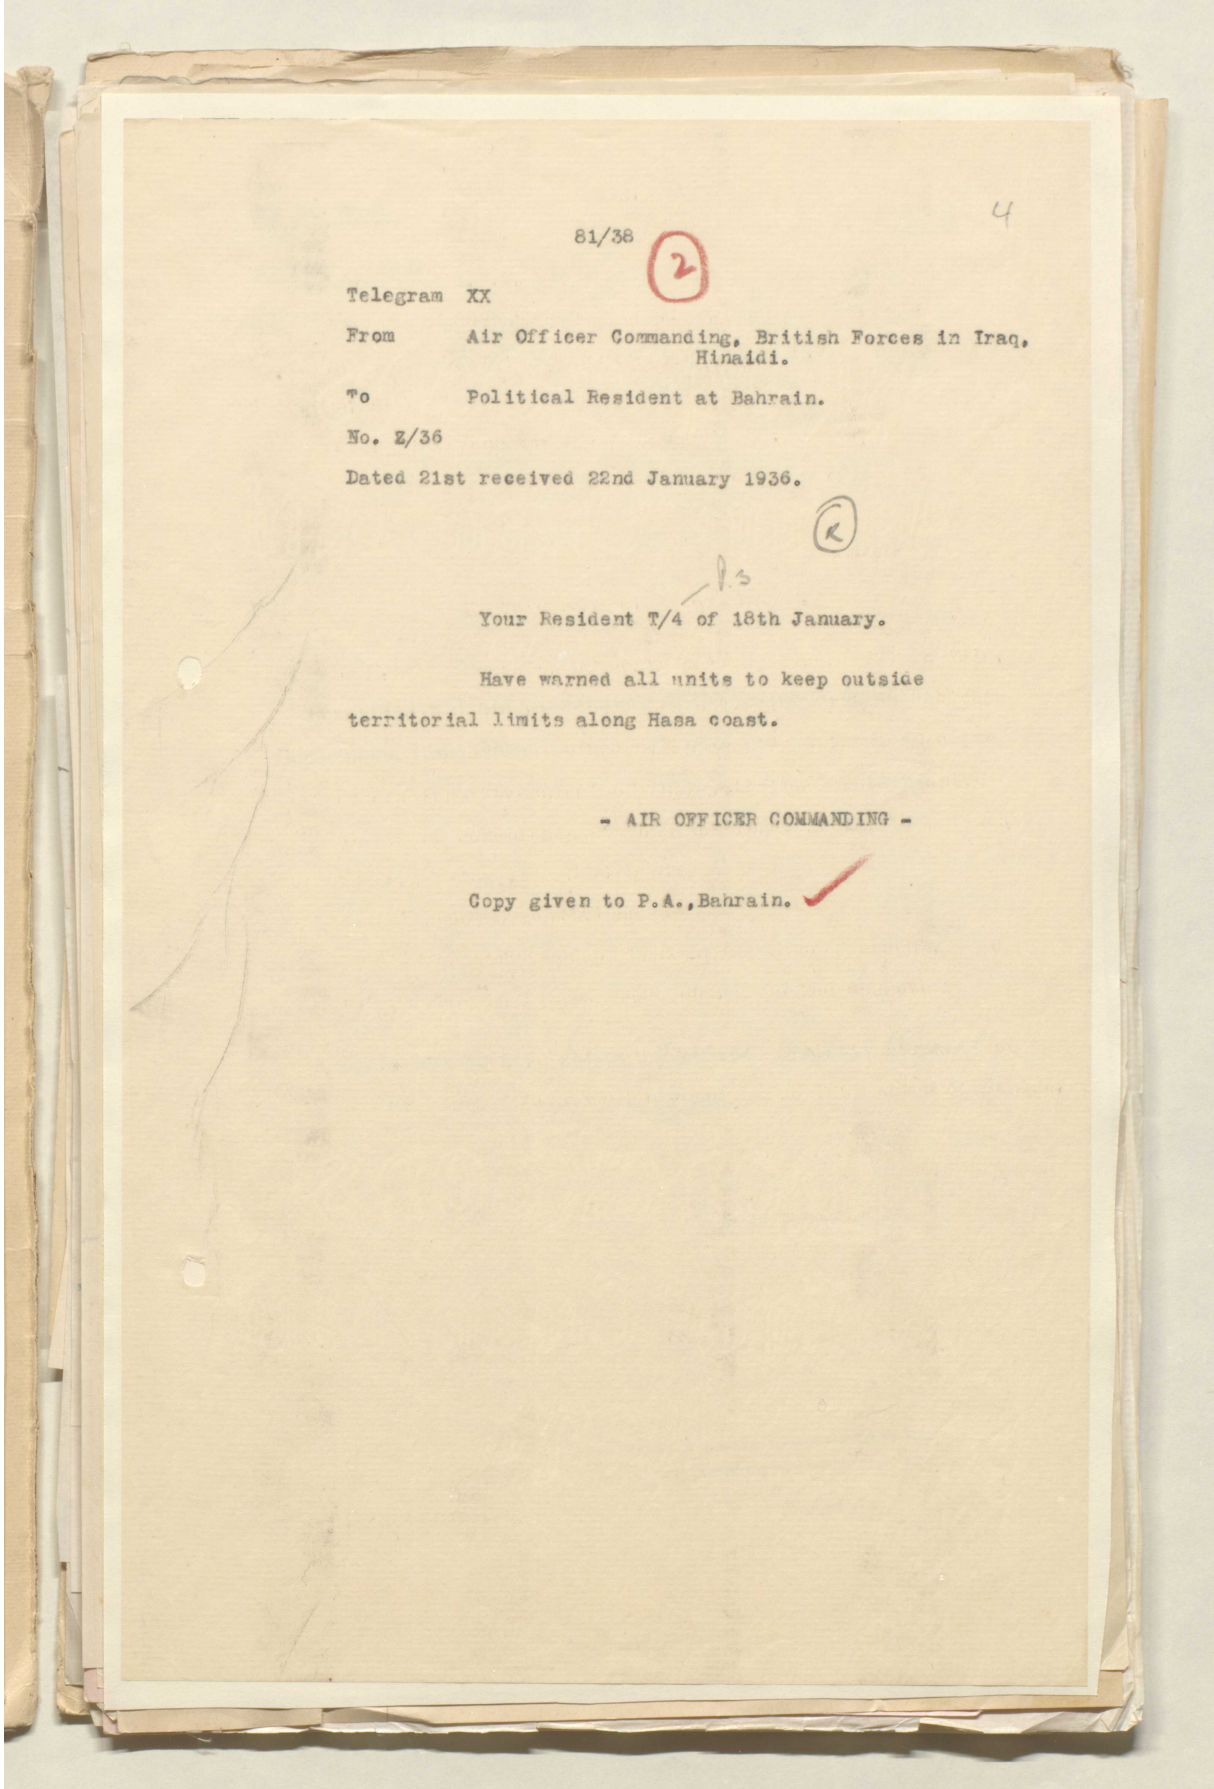 4
81/38
2
Telegram XX
From Air Officer Commanding, British Forces in Iraq,
Hinaidi.
To Political Resident at Bahrain.
No. Z/36
Dated 21st received 22nd January 1936.
R
P.3
Your Resident T/4 of 18th January.
Have warned all units to keep outside
territorial limits along Hasa coast.
- AIR OFFICER COMMANDING -
Copy given to P.A.,Bahrain.